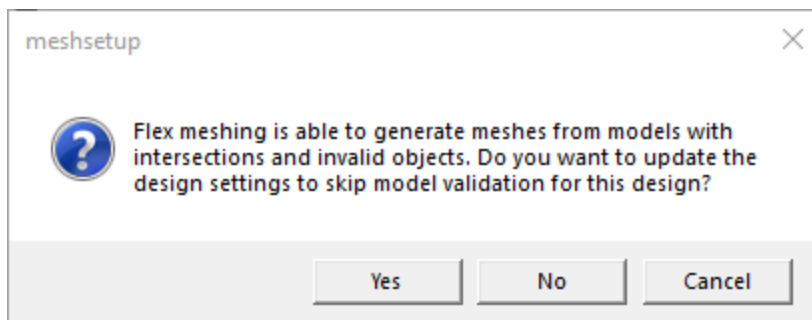 meshsetup
Flex meshing is able to generate meshes from models with
intersections and invalid objects. Do you want to update the
design settings to skip model validation for this design?
Yes No Cancel